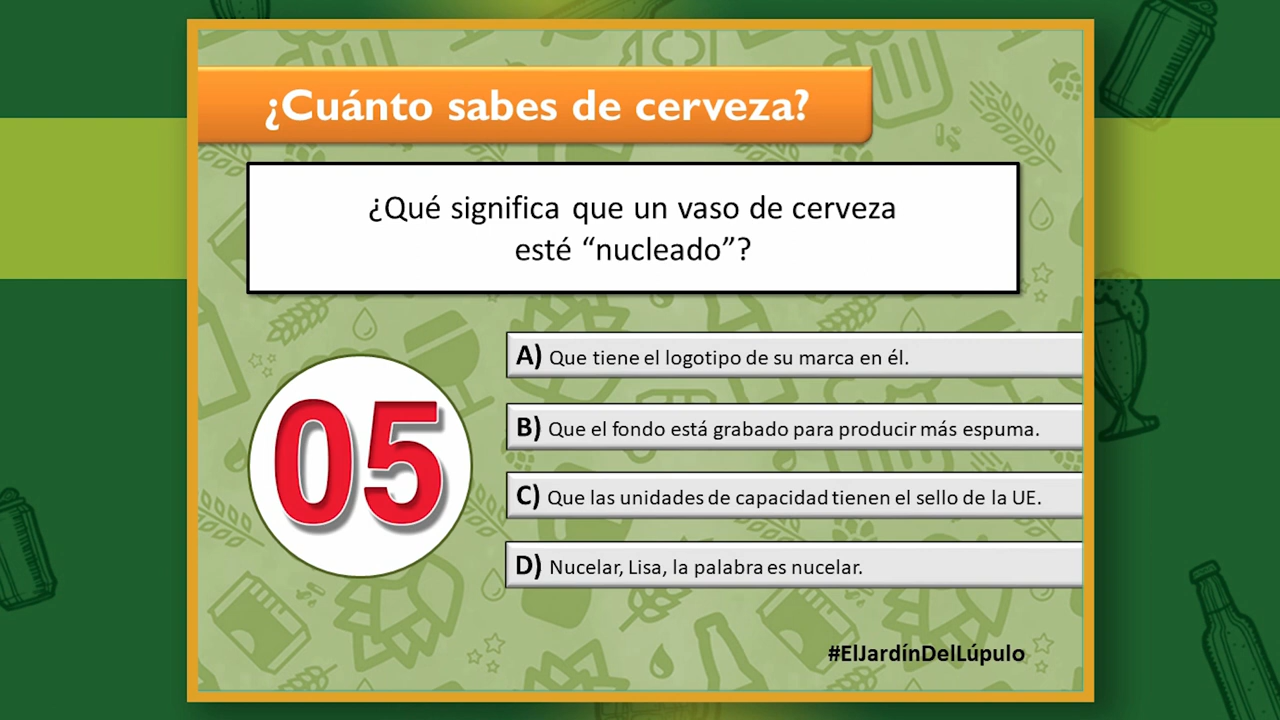 ¿Cuánto sabes de cerveza?
¿Qué significa que un vaso de cerveza
esté “nucleado”?
A) Que tiene el logotipo de su marca en él.
B) Que el fondo está grabado para producir más espuma.
05
C) Que las unidades de capacidad tienen el sello de la UE.
D) Nucelar, Lisa, la palabra es nucelar.
#ElJardínDelLúpulo